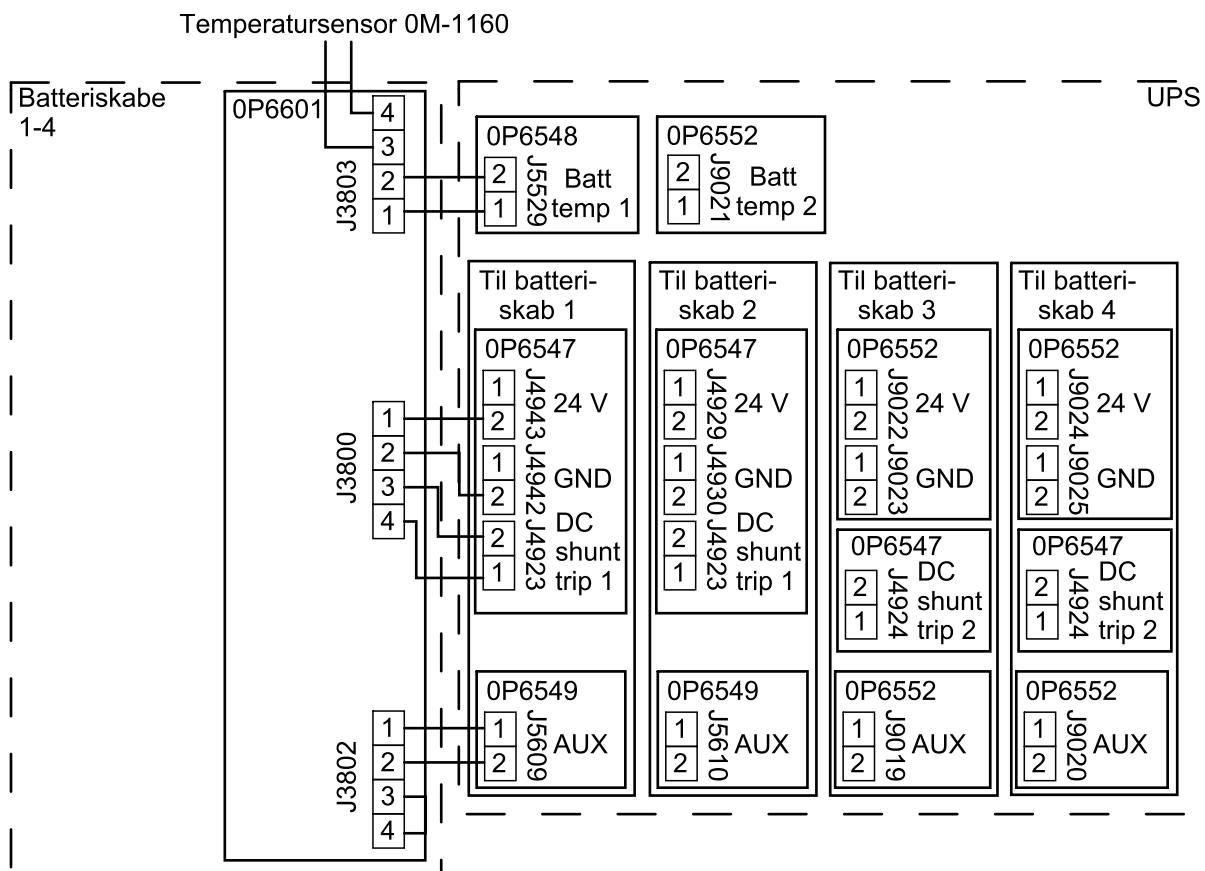 Temperatursensor 0M-1160
Batteriskabe
1-4
0P6601
UPS
J3803
4
3
2
1
0P6548
2
1
J5529
Batt
temp 1
0P6552
2
1
J9021
Batt
temp 2
J3800
1
2
3
4
J3802
1
2
3
4
Til batteri-
skab 1
0P6547
1
2
J4943
24 V
1
2
J4942
GND
2
1
J4923
DC
shunt
trip 1
0P6549
1
2
J5609
AUX
Til batteri-
skab 2
0P6547
1
2
J4929
24 V
1
2
J4930
GND
2
1
J4923
DC
shunt
trip 1
0P6549
1
2
J5610
AUX
Til batteri-
skab 3
0P6552
1
2
J9022
24 V
1
2
J9023
GND
0P6547
2
1
J4924
DC
shunt
trip 2
0P6552
1
2
J9019
AUX
Til batteri-
skab 4
0P6552
1
2
J9024
24 V
1
2
J9025
GND
0P6547
2
1
J4924
DC
shunt
trip 2
0P6552
1
2
J9020
AUX